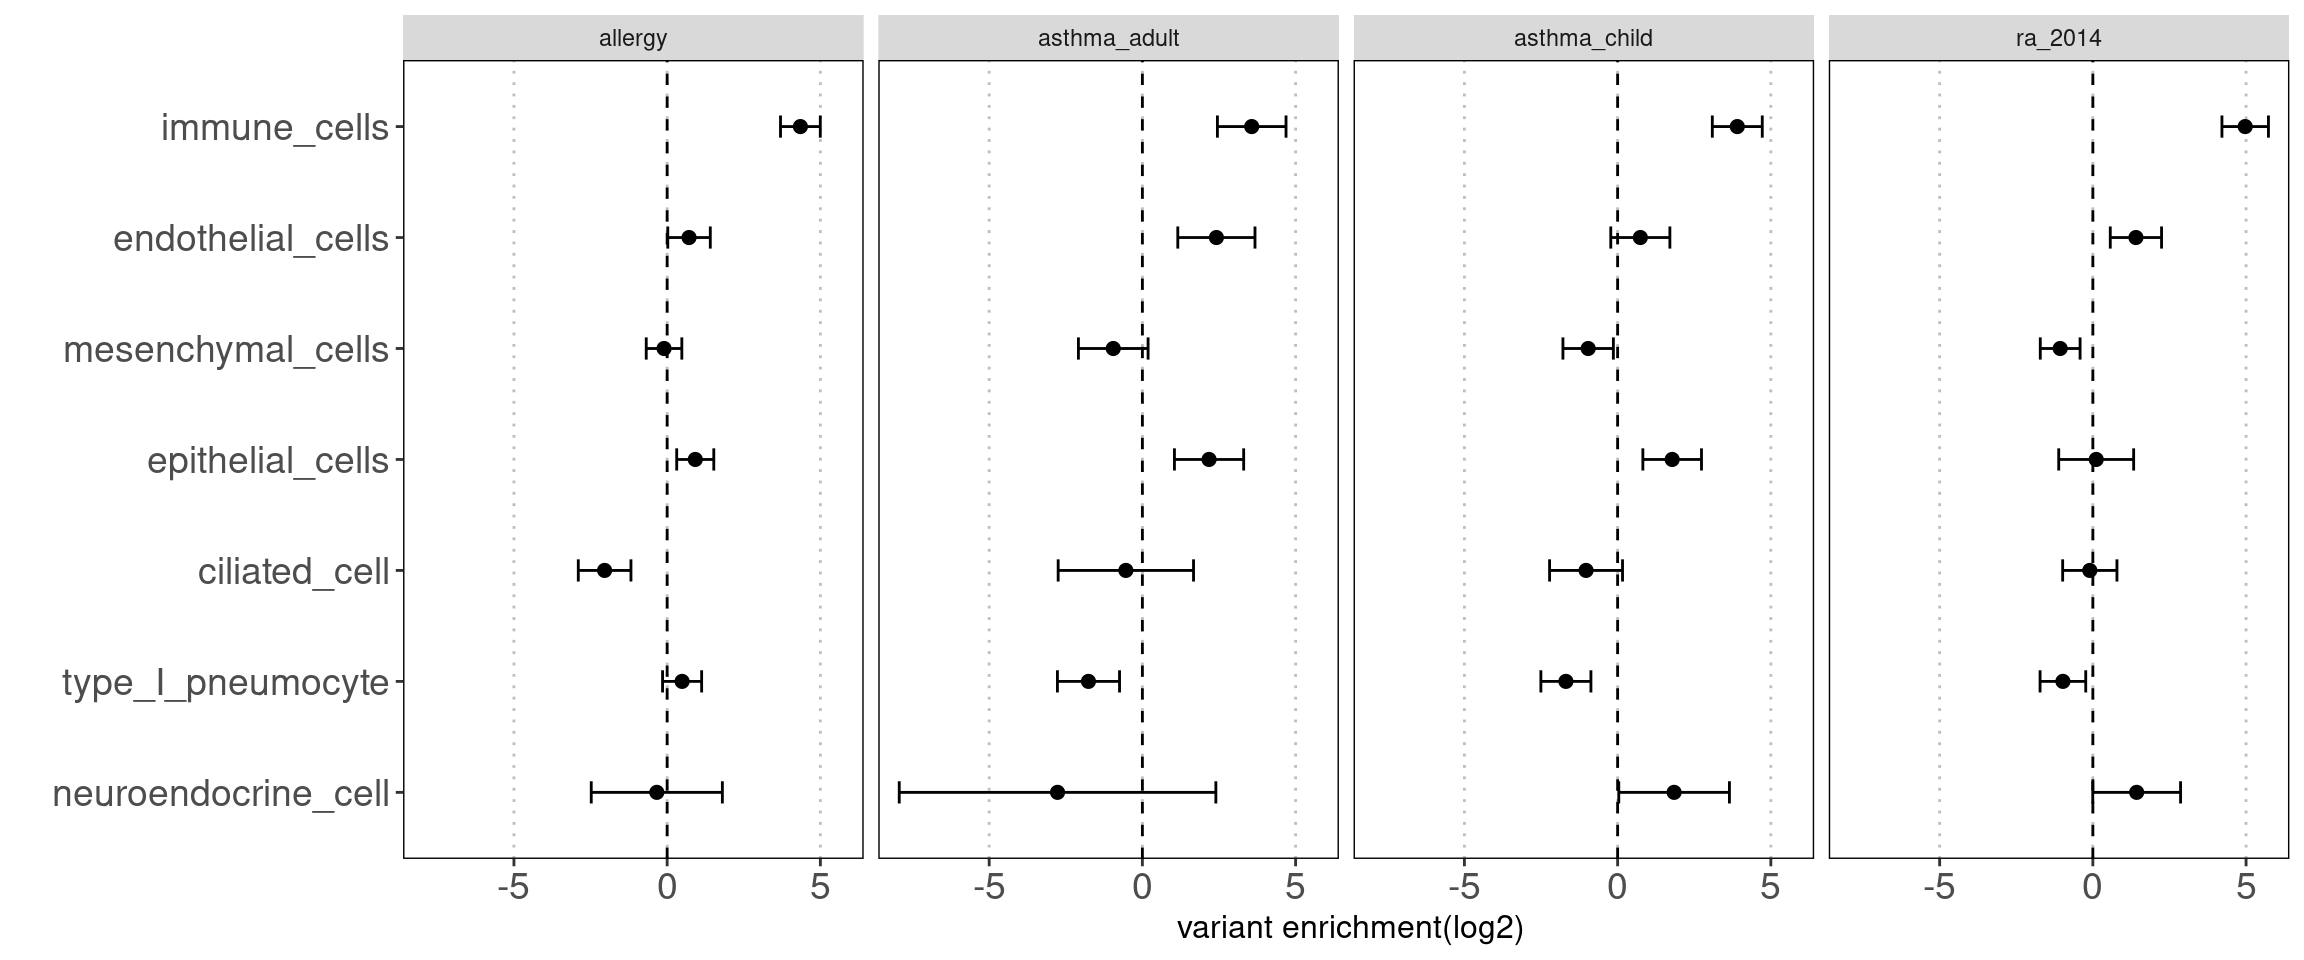 allergy asthma_adult asthma_child ra_2014
immune_cells
endothelial_cells
mesenchymal_cells
epithelial_cells
ciliated_cell
type_I_pneumocyte
neuroendocrine_cell
-5 0 5 -5 0 5 -5 0 5 -5 0 5
variant enrichment(log2)